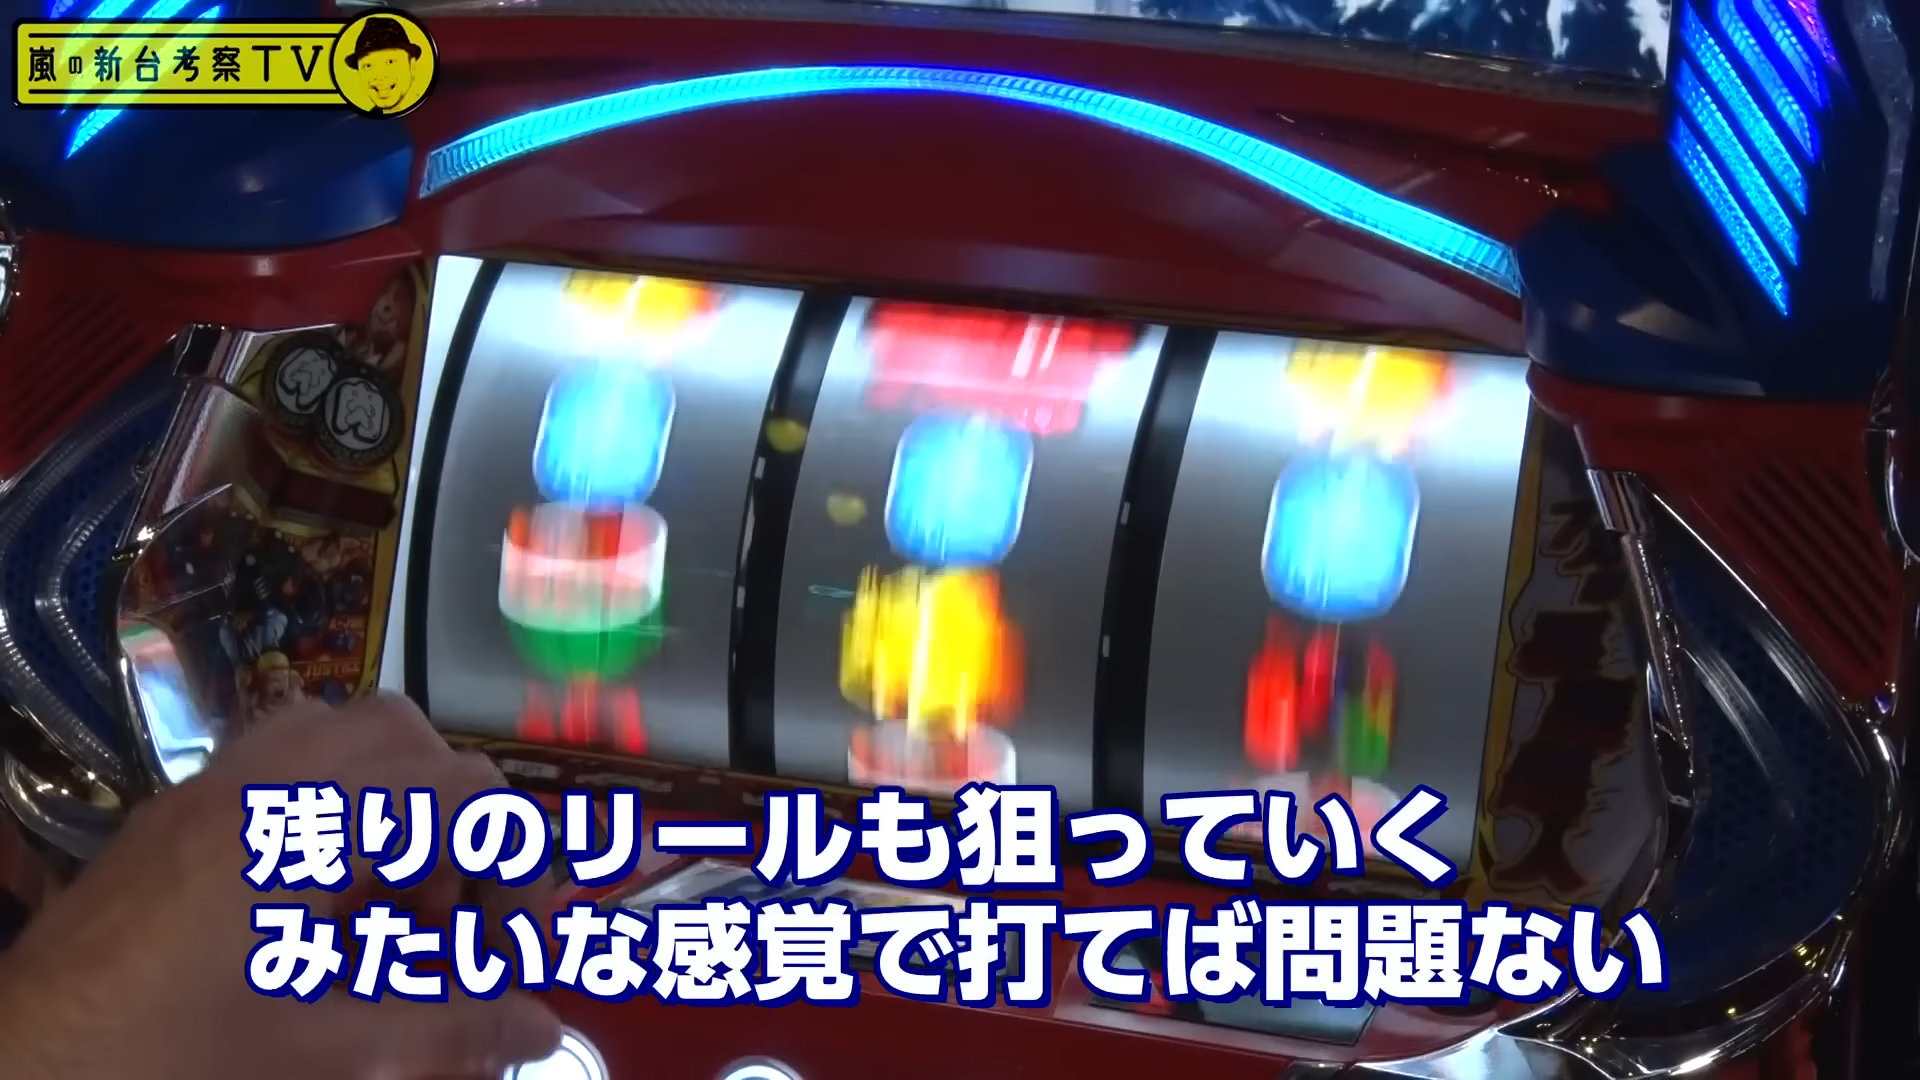 嵐の新台考察TV
残りのリールも狙っていく
みたいな感覚で打てば問題ない